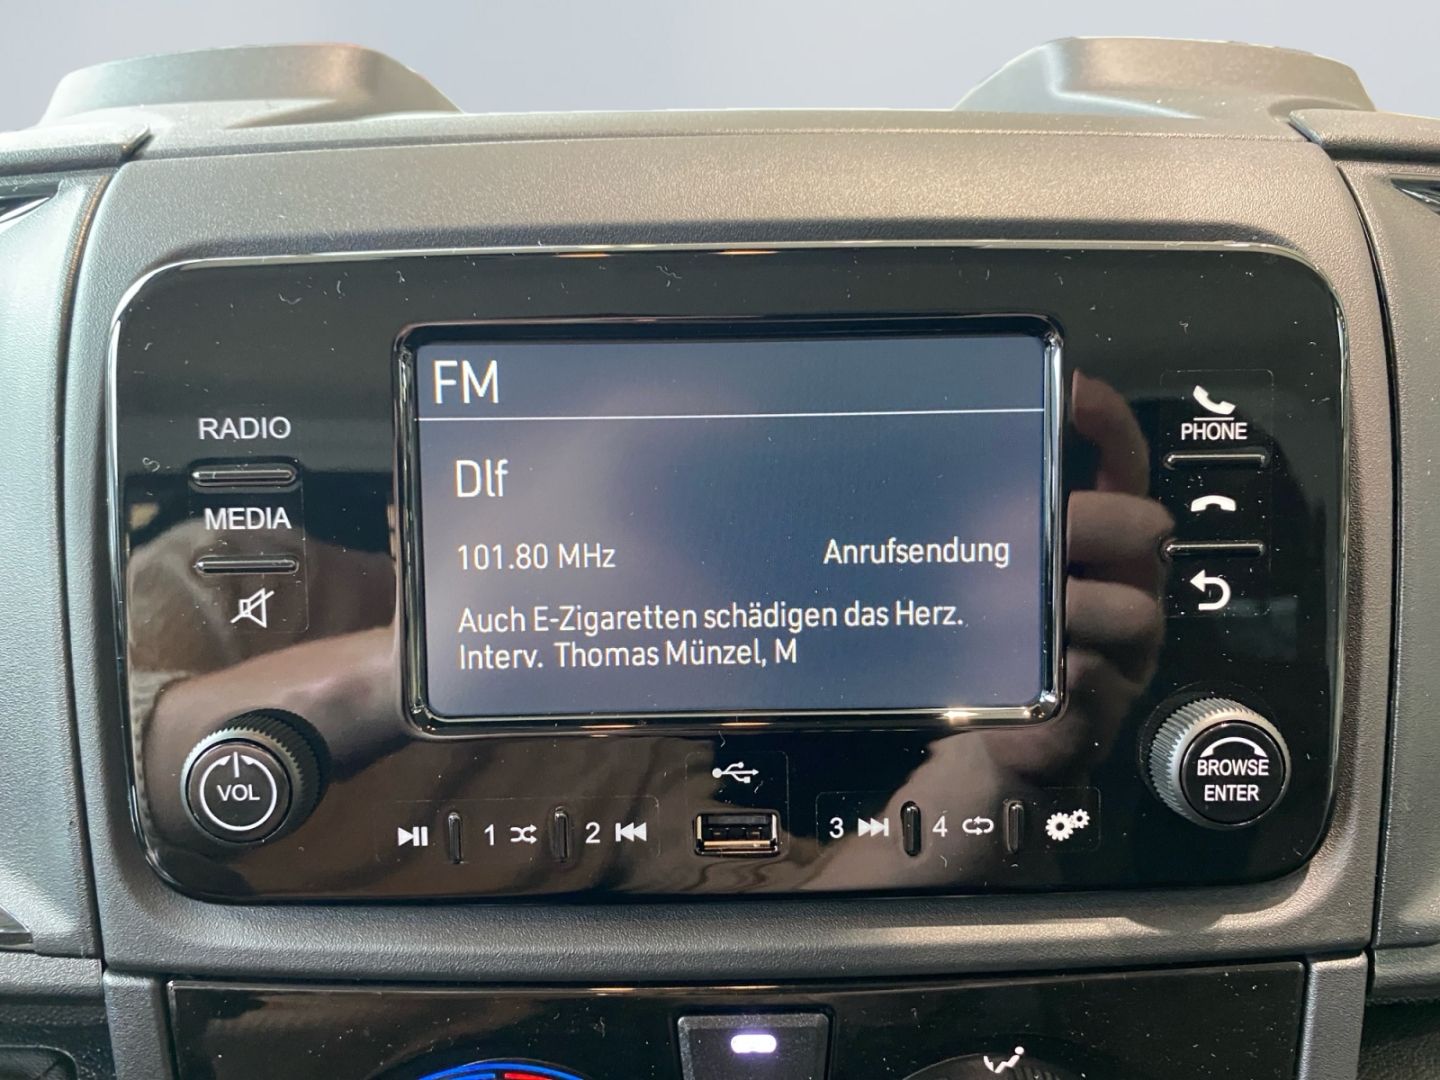 FM
RADIO
PHONE
Dlf
MEDIA
101.80 MHz
Anrufsendung
Auch E-Zigaretten schädigen das Herz.
Interv. Thomas Münzel, M
VOL
BROWSE
ENTER
1
2
3
4